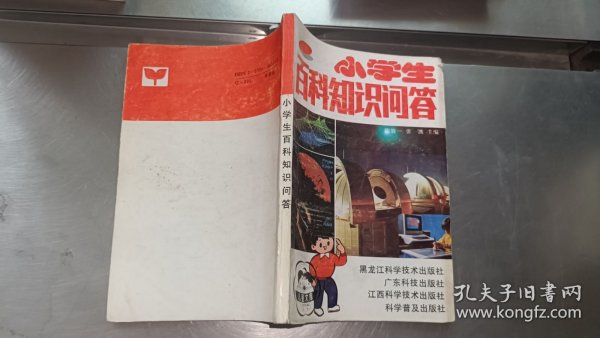 小学生
百科知识问答
主编
小学生百科知识问答
黑龙江科学技术出版社
广东科技出版社
江西科学技术出版社
科学普及出版社
孔夫子旧书网
www.kongfz.com